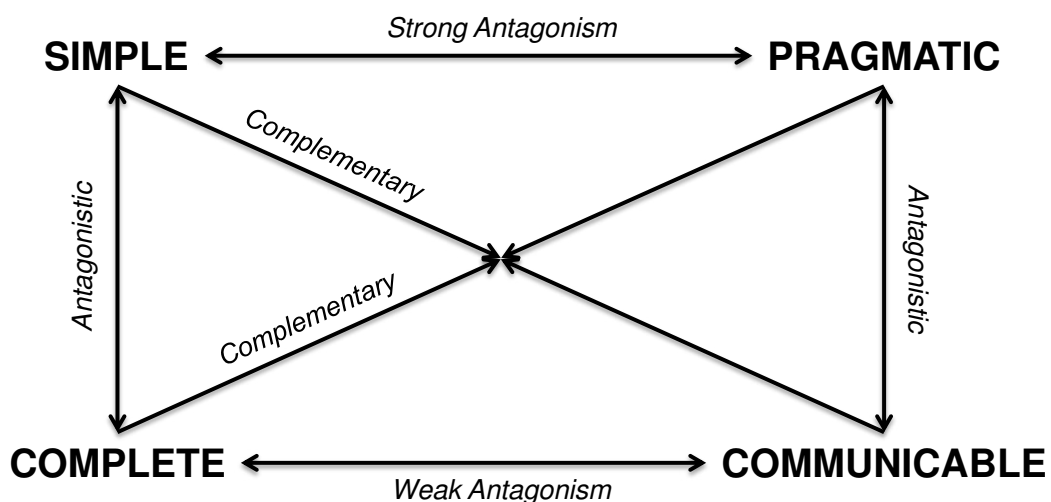 Strong Antagonism
SIMPLE
PRAGMATIC
Complementary
Antagonistic
Antagonistic
Complementary
COMPLETE
COMMUNICABLE
Weak Antagonism